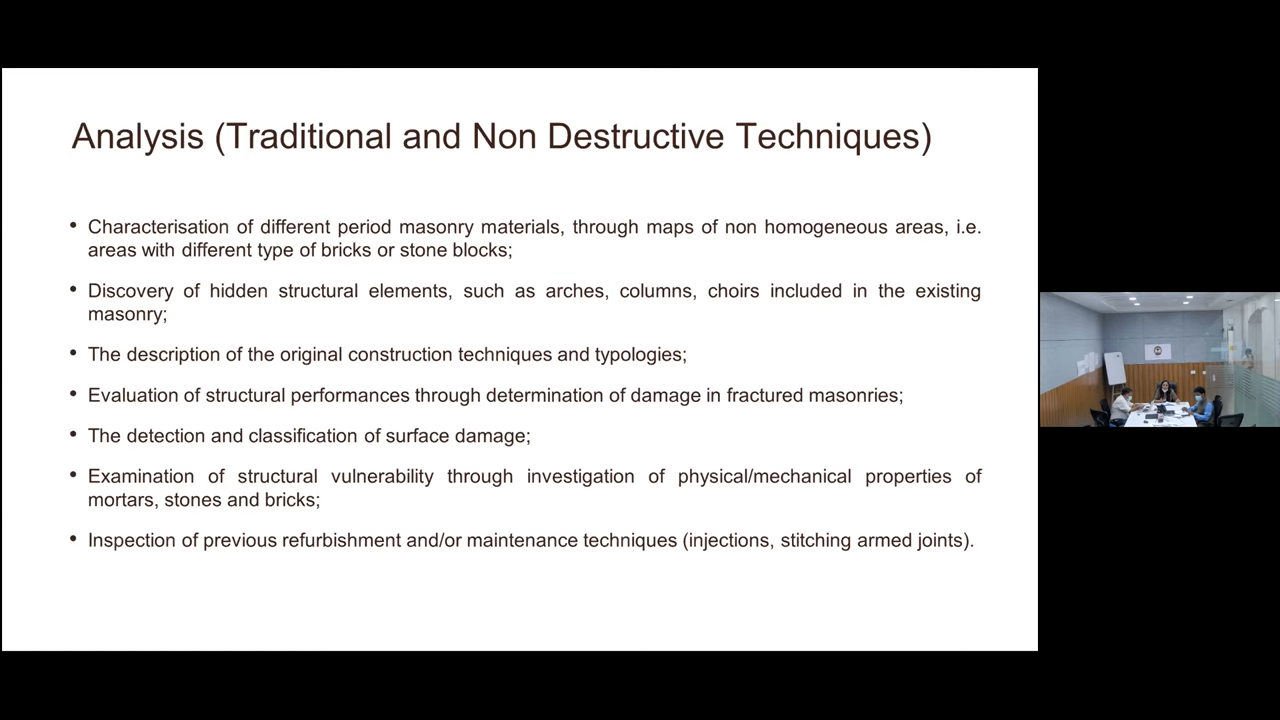 Analysis (Traditional and Non Destructive Techniques)
• Characterisation of different period masonry materials, through maps of non homogeneous areas, i.e.
areas with different type of bricks or stone blocks;
• Discovery of hidden structural elements, such as arches, columns, choirs included in the existing
masonry;
• The description of the original construction techniques and typologies;
• Evaluation of structural performances through determination of damage in fractured masonries;
• The detection and classification of surface damage;
• Examination of structural vulnerability through investigation of physical/mechanical properties of
mortars, stones and bricks;
• Inspection of previous refurbishment and/or maintenance techniques (injections, stitching armed joints).